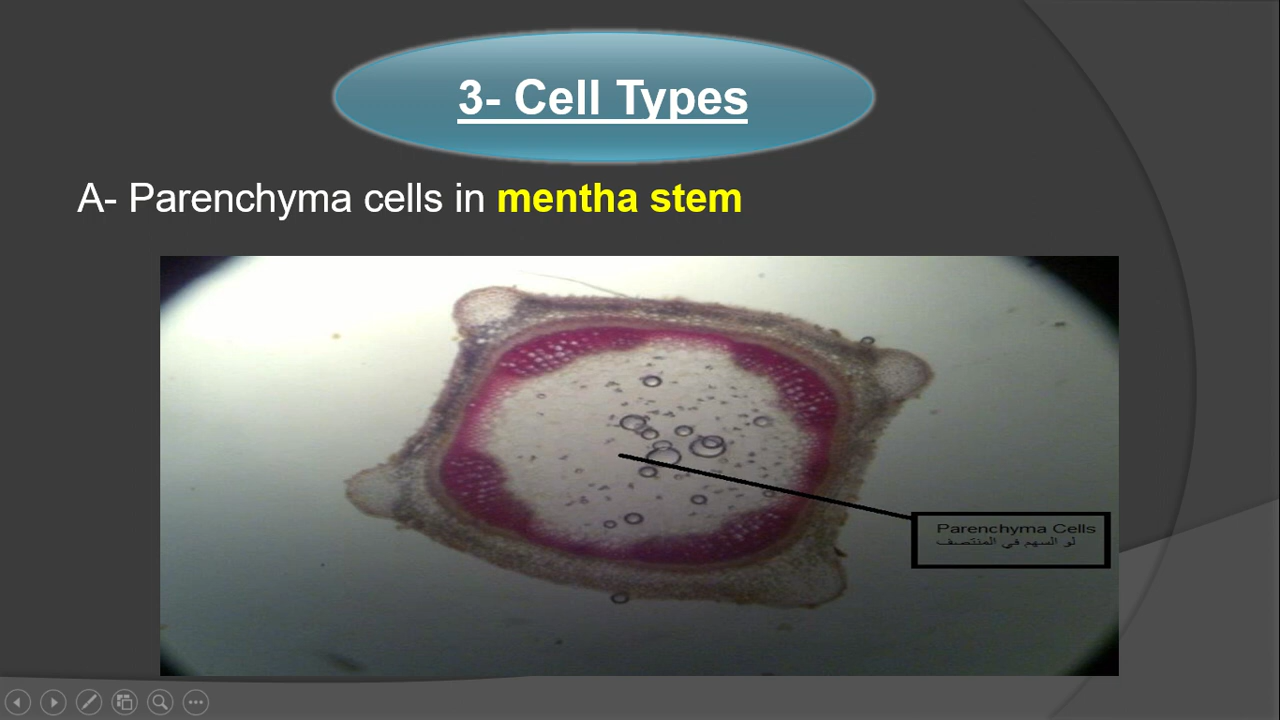 3- Cell Types
A- Parenchyma cells in mentha stem
Parenchyma Cells
لو السهم في المنتصف